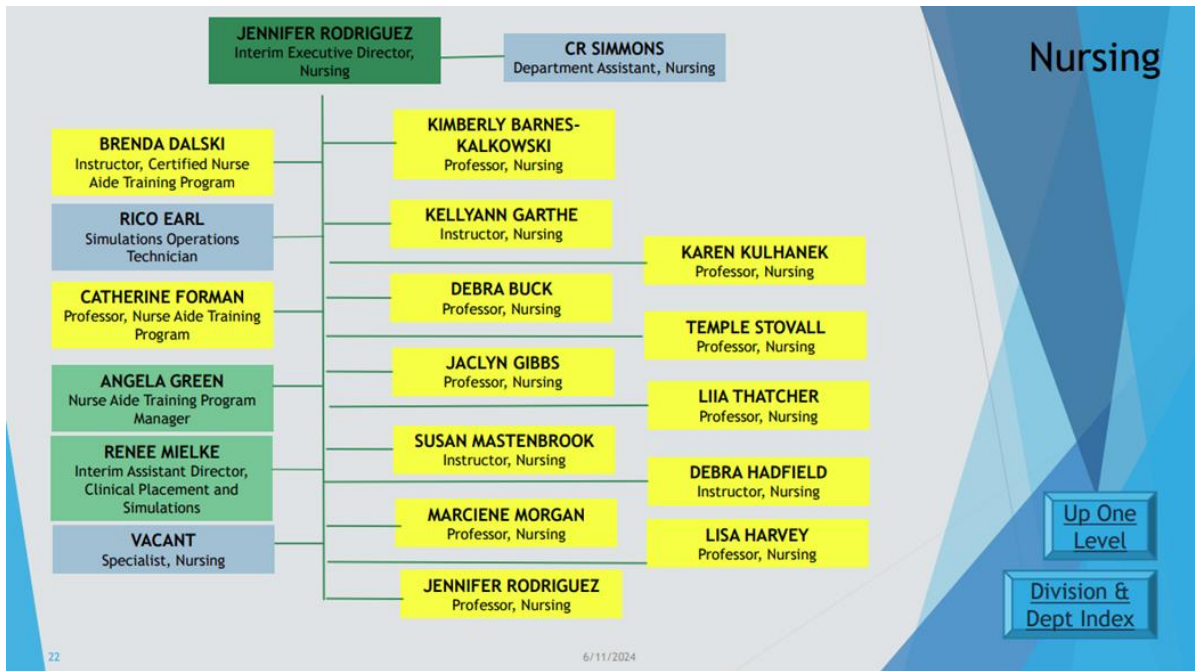 JENNIFER RODRIGUEZ
Interim Executive Director,
Nursing
CR SIMMONS
Department Assistant, Nursing
Nursing
BRENDA DALSKI
Instructor, Certified Nurse
Aide Training Program
RICO EARL
Simulations Operations
Technician
CATHERINE FORMAN
Professor, Nurse Aide Training
Program
ANGELA GREEN
Nurse Aide Training Program
Manager
RENEE MIELKE
Interim Assistant Director,
Clinical Placement and
Simulations
VACANT
Specialist, Nursing
KIMBERLY BARNES-
KALKOWSKI
Professor, Nursing
KELLYANN GARTHE
Instructor, Nursing
DEBRA BUCK
Professor, Nursing
JACLYN GIBBS
Professor, Nursing
SUSAN MASTENBROOK
Instructor, Nursing
MARCIENE MORGAN
Professor, Nursing
JENNIFER RODRIGUEZ
Professor, Nursing
KAREN KULHANEK
Professor, Nursing
TEMPLE STOVALL
Professor, Nursing
LIIA THATCHER
Professor, Nursing
DEBRA HADFIELD
Instructor, Nursing
LISA HARVEY
Professor, Nursing
Up One
Level
Division &
Dept Index
22
6/11/2024